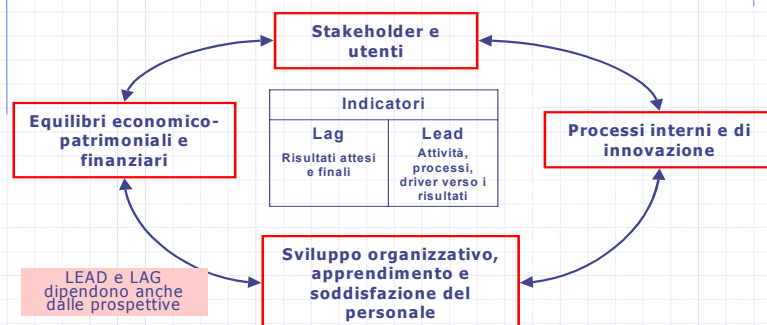 Stakeholder e
utenti
Equilibri economico-
patrimoniali e
finanziari
Indicatori
Lag
Risultati attesi
e finali
Lead
Attività,
processi,
driver verso i
risultati
Processi interni e di
innovazione
Sviluppo organizzativo,
apprendimento e
soddisfazione del
personale
LEAD e LAG
dipendono anche
dalle prospettive